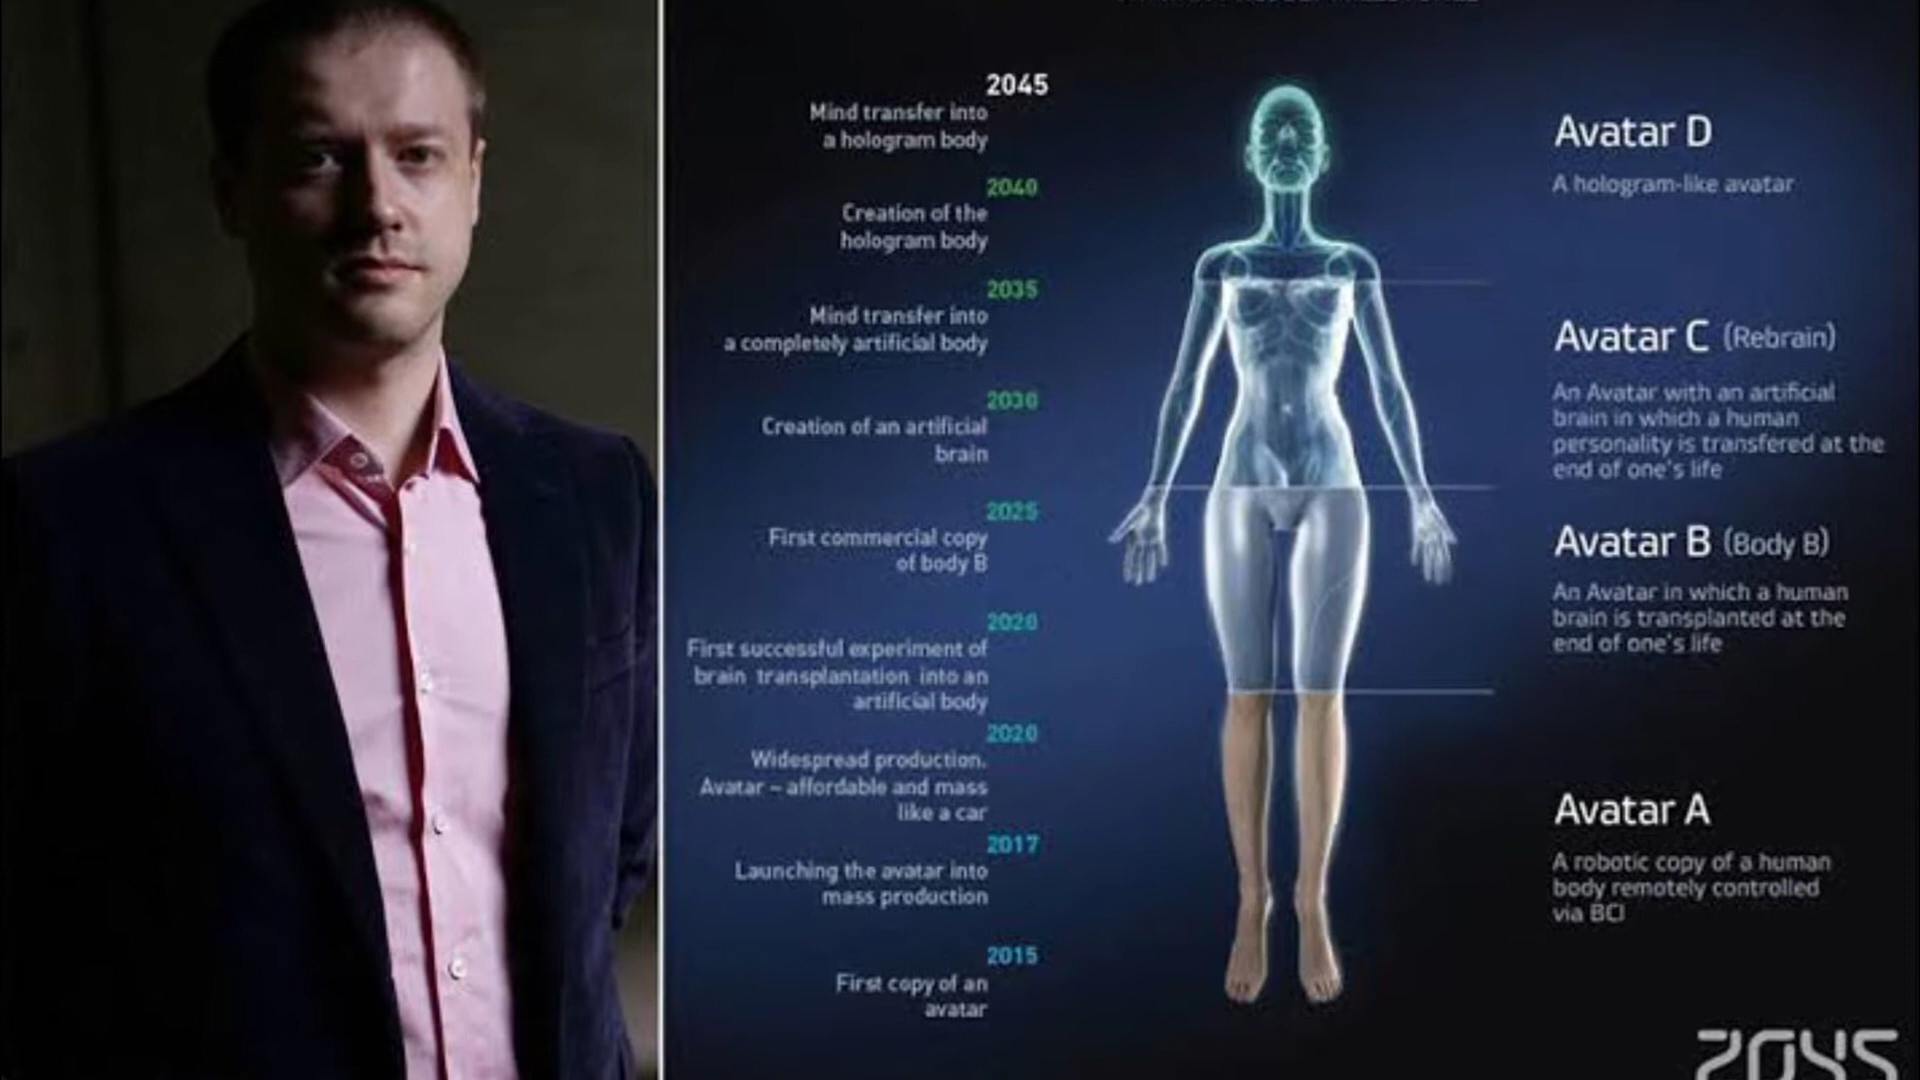 2045
Mind transfer into
a hologram body
2040
Creation of the
hologram body
2035
Mind transfer into
a completely artificial body
2030
Creation of an artificial
brain
2025
First commercial copy
of body B
2020
First successful experiment of
brain transplantation into an
artificial body
2020
Widespread production.
Avatar – affordable and mass
like a car
2017
Launching the avatar into
mass production
2015
First copy of an
avatar
Avatar D
A hologram-like avatar
Avatar C (Rebrain)
An Avatar with an artificial
brain in which a human
personality is transfered at the
end of one's life
Avatar B (Body B)
An Avatar in which a human
brain is transplanted at the
end of one's life
Avatar A
A robotic copy of a human
body remotely controlled
via BCI
2045